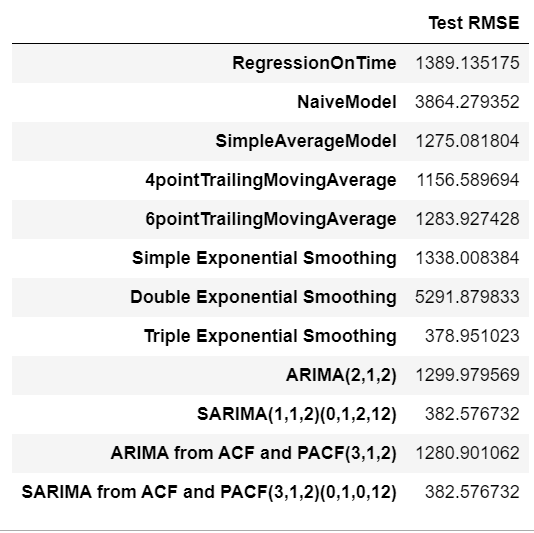 Test RMSE
RegressionOnTime 1389.135175
NaiveModel 3864.279352
SimpleAverageModel 1275.081804
4pointTrailingMovingAverage 1156.589694
6pointTrailingMovingAverage 1283.927428
Simple Exponential Smoothing 1338.008384
Double Exponential Smoothing 5291.879833
Triple Exponential Smoothing 378.951023
ARIMA(2,1,2) 1299.979569
SARIMA(1,1,2)(0,1,2,12) 382.576732
ARIMA from ACF and PACF(3,1,2) 1280.901062
SARIMA from ACF and PACF(3,1,2)(0,1,0,12) 382.576732